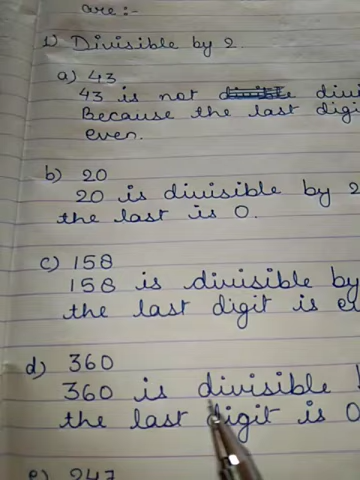 are :-
1) Divisible by 2.
a) 43
43 is not divi
Because the last digi
even.
b) 20
20 is divisible by 2
the last is 0.
c) 158
158 is divisible by
the last digit is e
d) 360
360 is divisible
the last digit is 0
e) 247